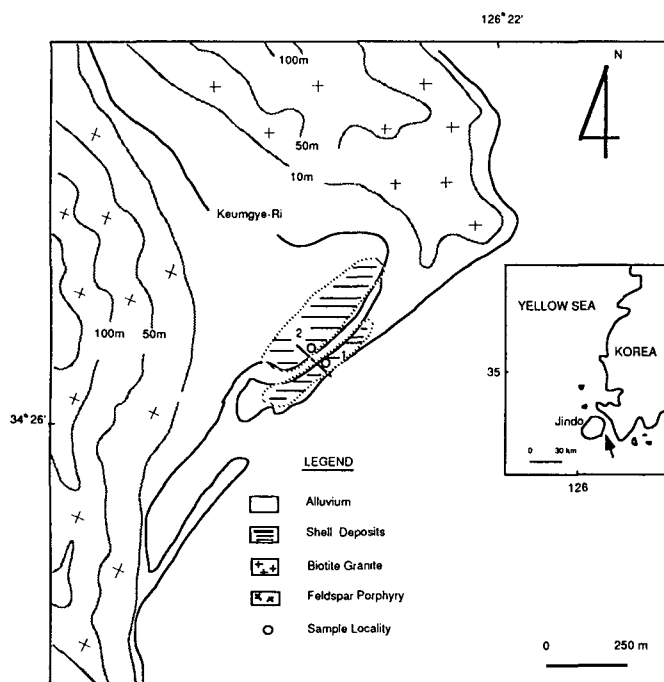 126° 22'
100m
N
50m
10m
Keumgye-Ri
YELLOW SEA
KOREA
2
100m
50m
1
35
34° 26'
Jindo
0 30 km
126
LEGEND
Alluvium
Shell Deposits
Biotite Granite
Feldspar Porphyry
Sample Locality
0 250 m